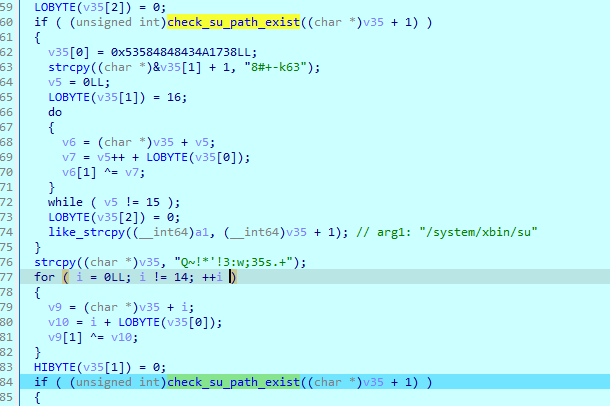 59 LOBYTE(v35[2]) = 0;
60 if ( (unsigned int)check_su_path_exist((char *)v35 + 1) )
61 {
62 v35[0] = 0x53584848434A1738LL;
63 strcpy((char *)&v35[1] + 1, "8#+-k63");
64 v5 = 0LL;
65 LOBYTE(v35[1]) = 16;
66 do
67 {
68 v6 = (char *)v35 + v5;
69 v7 = v5++ + LOBYTE(v35[0]);
70 v6[1] ^= v7;
71 }
72 while ( v5 != 15 );
73 LOBYTE(v35[2]) = 0;
74 like_strcpy((__int64)a1, (__int64)v35 + 1); // arg1: "/system/xbin/su"
75 }
76 strcpy((char *)v35, "Q~!*'!3:w;35s.+");
77 for ( i = 0LL; i != 14; ++i )
78 {
79 v9 = (char *)v35 + i;
80 v10 = i + LOBYTE(v35[0]);
81 v9[1] ^= v10;
82 }
83 HIBYTE(v35[1]) = 0;
84 if ( (unsigned int)check_su_path_exist((char *)v35 + 1) )
85 {